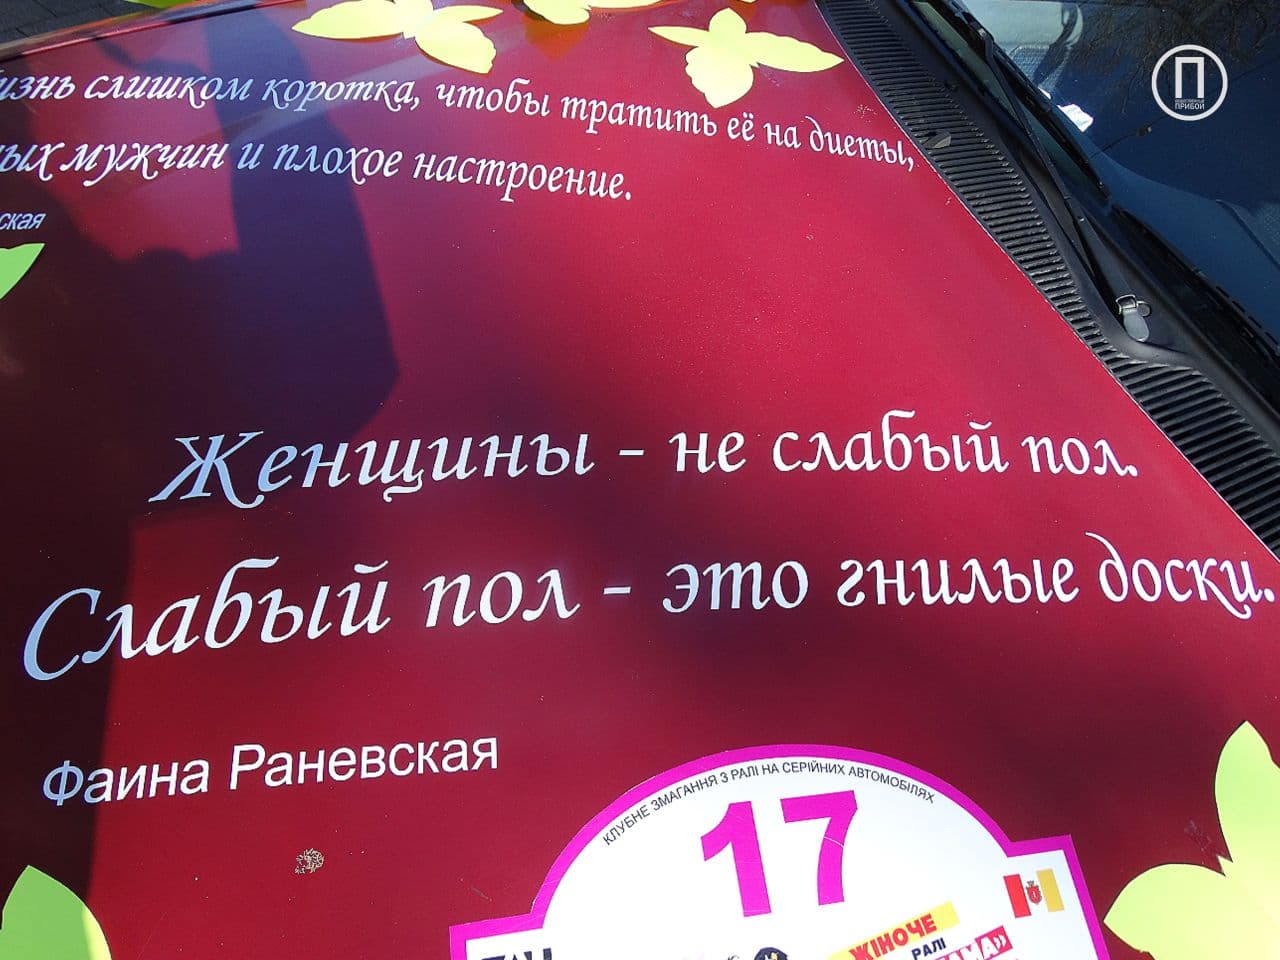 изнь слишком коротка, чтобы тратить её на диеты,
ых мужчин и плохое настроение.
ская
Женщины - не слабый пол.
Слабый пол - это гнилые доски.
Фаина Раневская
КЛУБНЕ ЗМАГАННЯ З РАЛІ НА СЕРІЙНИХ АВТОМОБІЛЯХ
17
ЖІНОЧЕ
РАЛІ
П
ПРИБОЙ